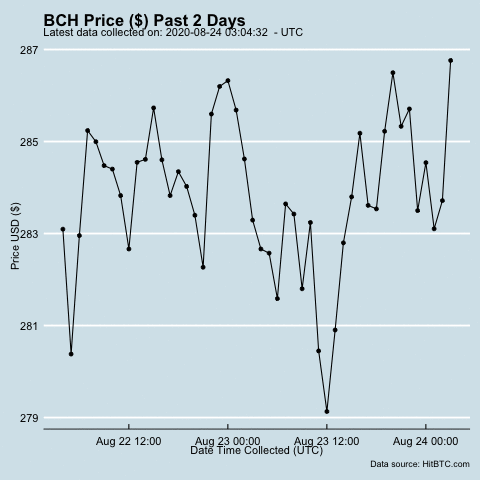 BCH Price ($) Past 2 Days
Latest data collected on: 2020-08-24 03:04:32  - UTC
287
285
283
281
279
Price USD ($)
Aug 22 12:00
Aug 23 00:00
Aug 23 12:00
Aug 24 00:00
Date Time Collected (UTC)
Data source: HitBTC.com